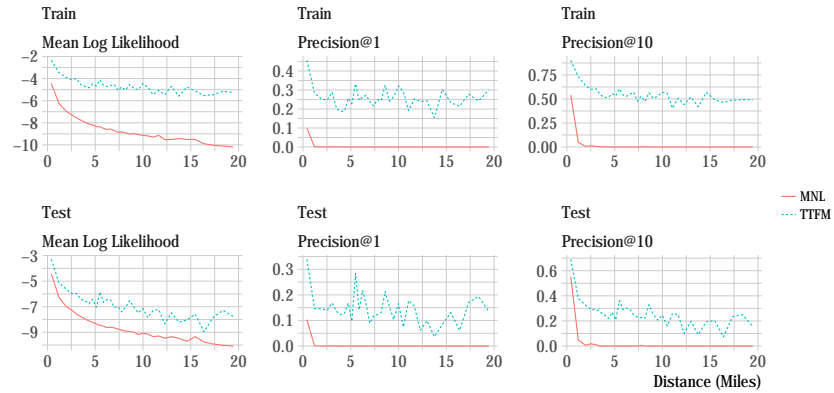 Train
Mean Log Likelihood
−2
−4
−6
−8
−10
0 5 10 15 20
Train
Precision@1
0.4
0.3
0.2
0.1
0.0
0 5 10 15 20
Train
Precision@10
0.75
0.50
0.25
0.00
0 5 10 15 20
Test
Mean Log Likelihood
−3
−5
−7
−9
0 5 10 15 20
Test
Precision@1
0.3
0.2
0.1
0.0
0 5 10 15 20
Test
Precision@10
0.6
0.4
0.2
0.0
0 5 10 15 20
Distance (Miles)
MNL
TTFM